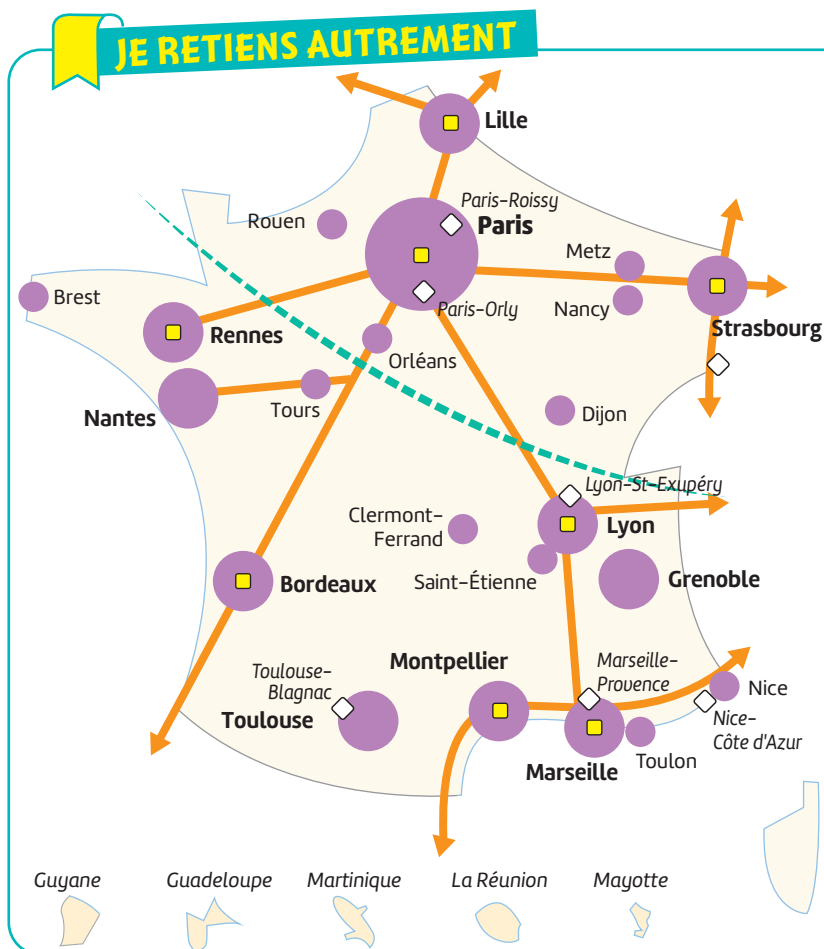 JE RETIENS AUTREMENT
Lille
Paris-Roissy
Rouen
Paris
Metz
Brest
Nancy
Paris-Orly
Rennes
Strasbourg
Orléans
Tours
Nantes
Dijon
Lyon-St-Exupéry
Clermont-
Ferrand
Lyon
Saint-Étienne
Grenoble
Bordeaux
Montpellier
Marseille-
Provence
Toulouse-
Blagnac
Nice
Toulouse
Nice-
Côte d'Azur
Marseille
Toulon
Guyane
Guadeloupe
Martinique
La Réunion
Mayotte